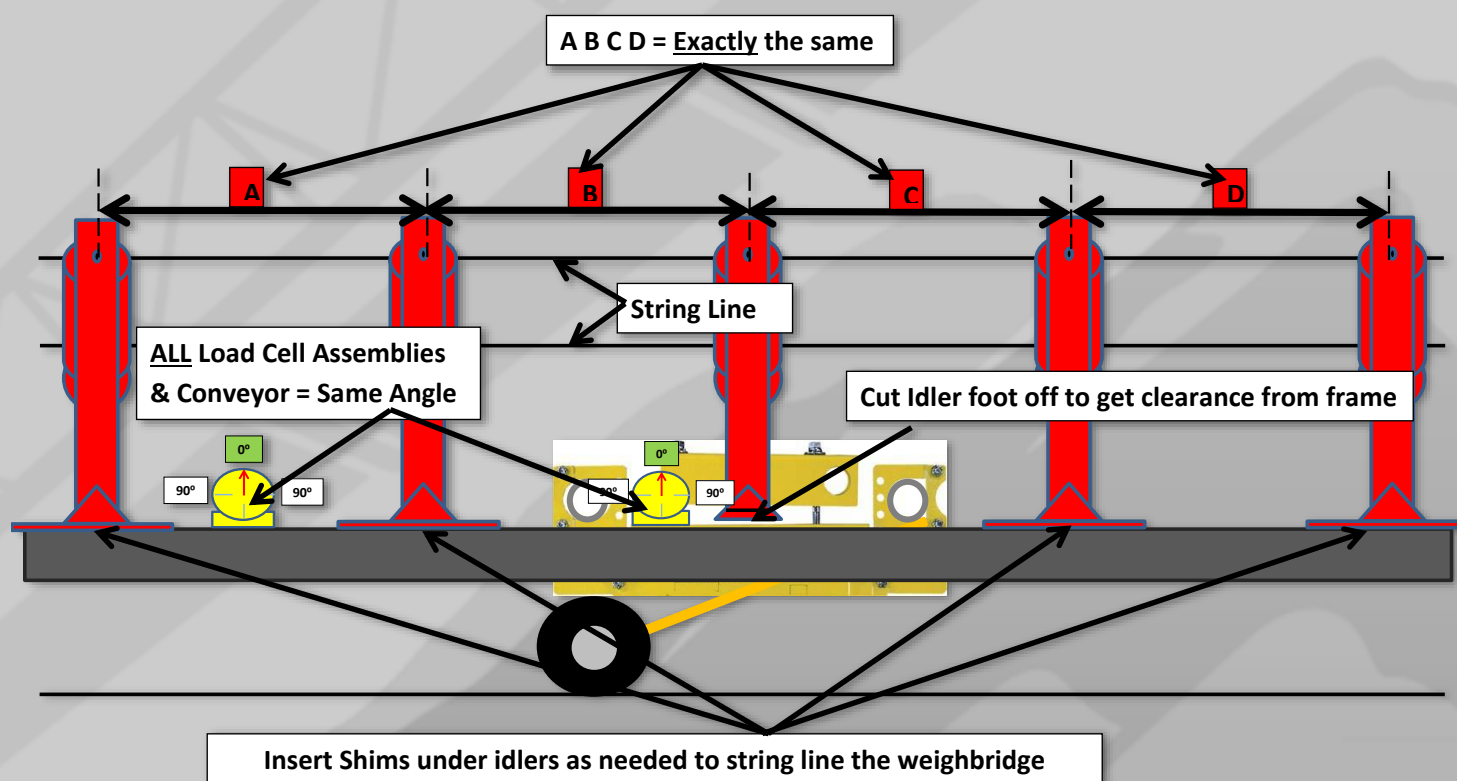 A B C D = Exactly the same
A
B
C
D
String Line
ALL Load Cell Assemblies
& Conveyor = Same Angle
Cut Idler foot off to get clearance from frame
0º
90º
90º
0º
90º
90º
Insert Shims under idlers as needed to string line the weighbridge